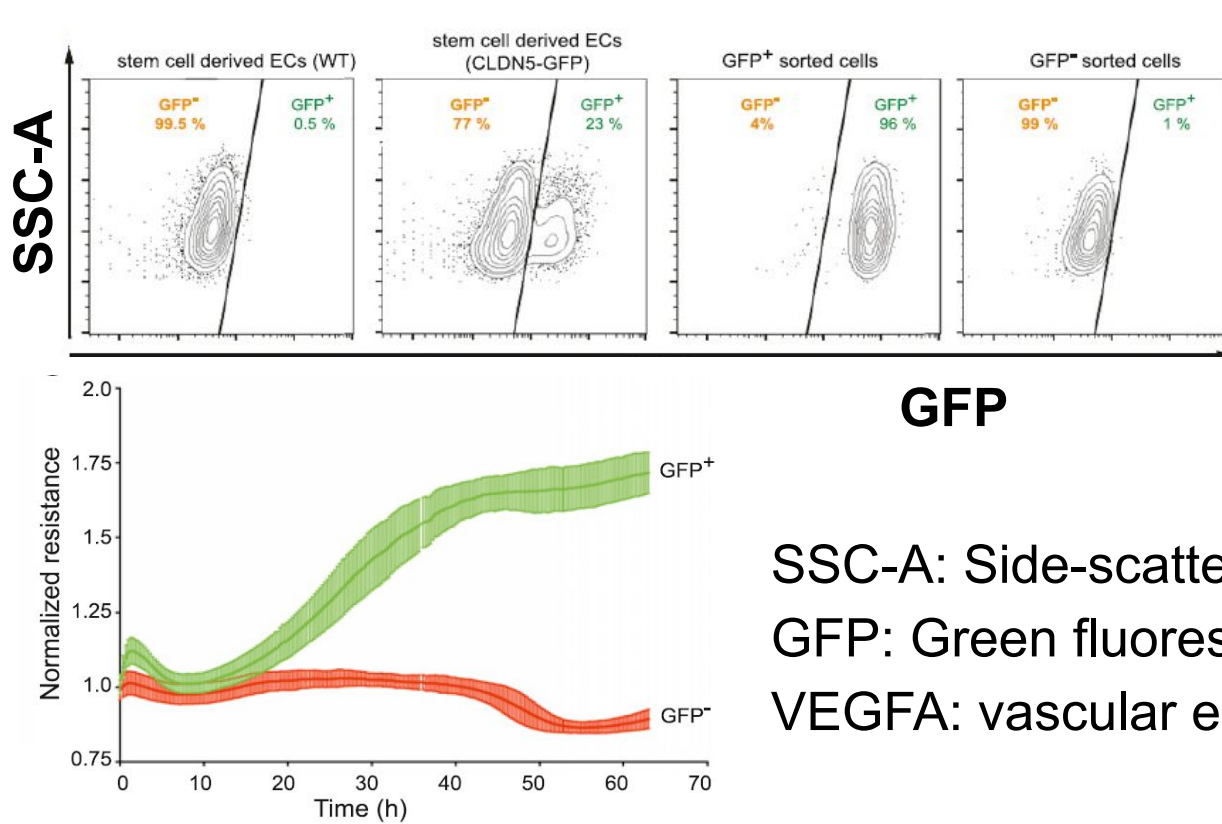 stem cell derived ECs (WT)
stem cell derived ECs
(CLDN5-GFP)
GFP+ sorted cells
GFP- sorted cells
SSC-A
GFP-
99.5 %
GFP+
0.5 %
GFP-
77 %
GFP+
23 %
GFP-
4%
GFP+
96 %
GFP-
99 %
GFP+
1 %
GFP
Normalized resistance
2.0
1.75
1.5
1.25
1.0
0.75
0
10
20
30
40
50
60
70
Time (h)
GFP+
GFP-
SSC-A: Side-scatte
GFP: Green fluores
VEGFA: vascular e